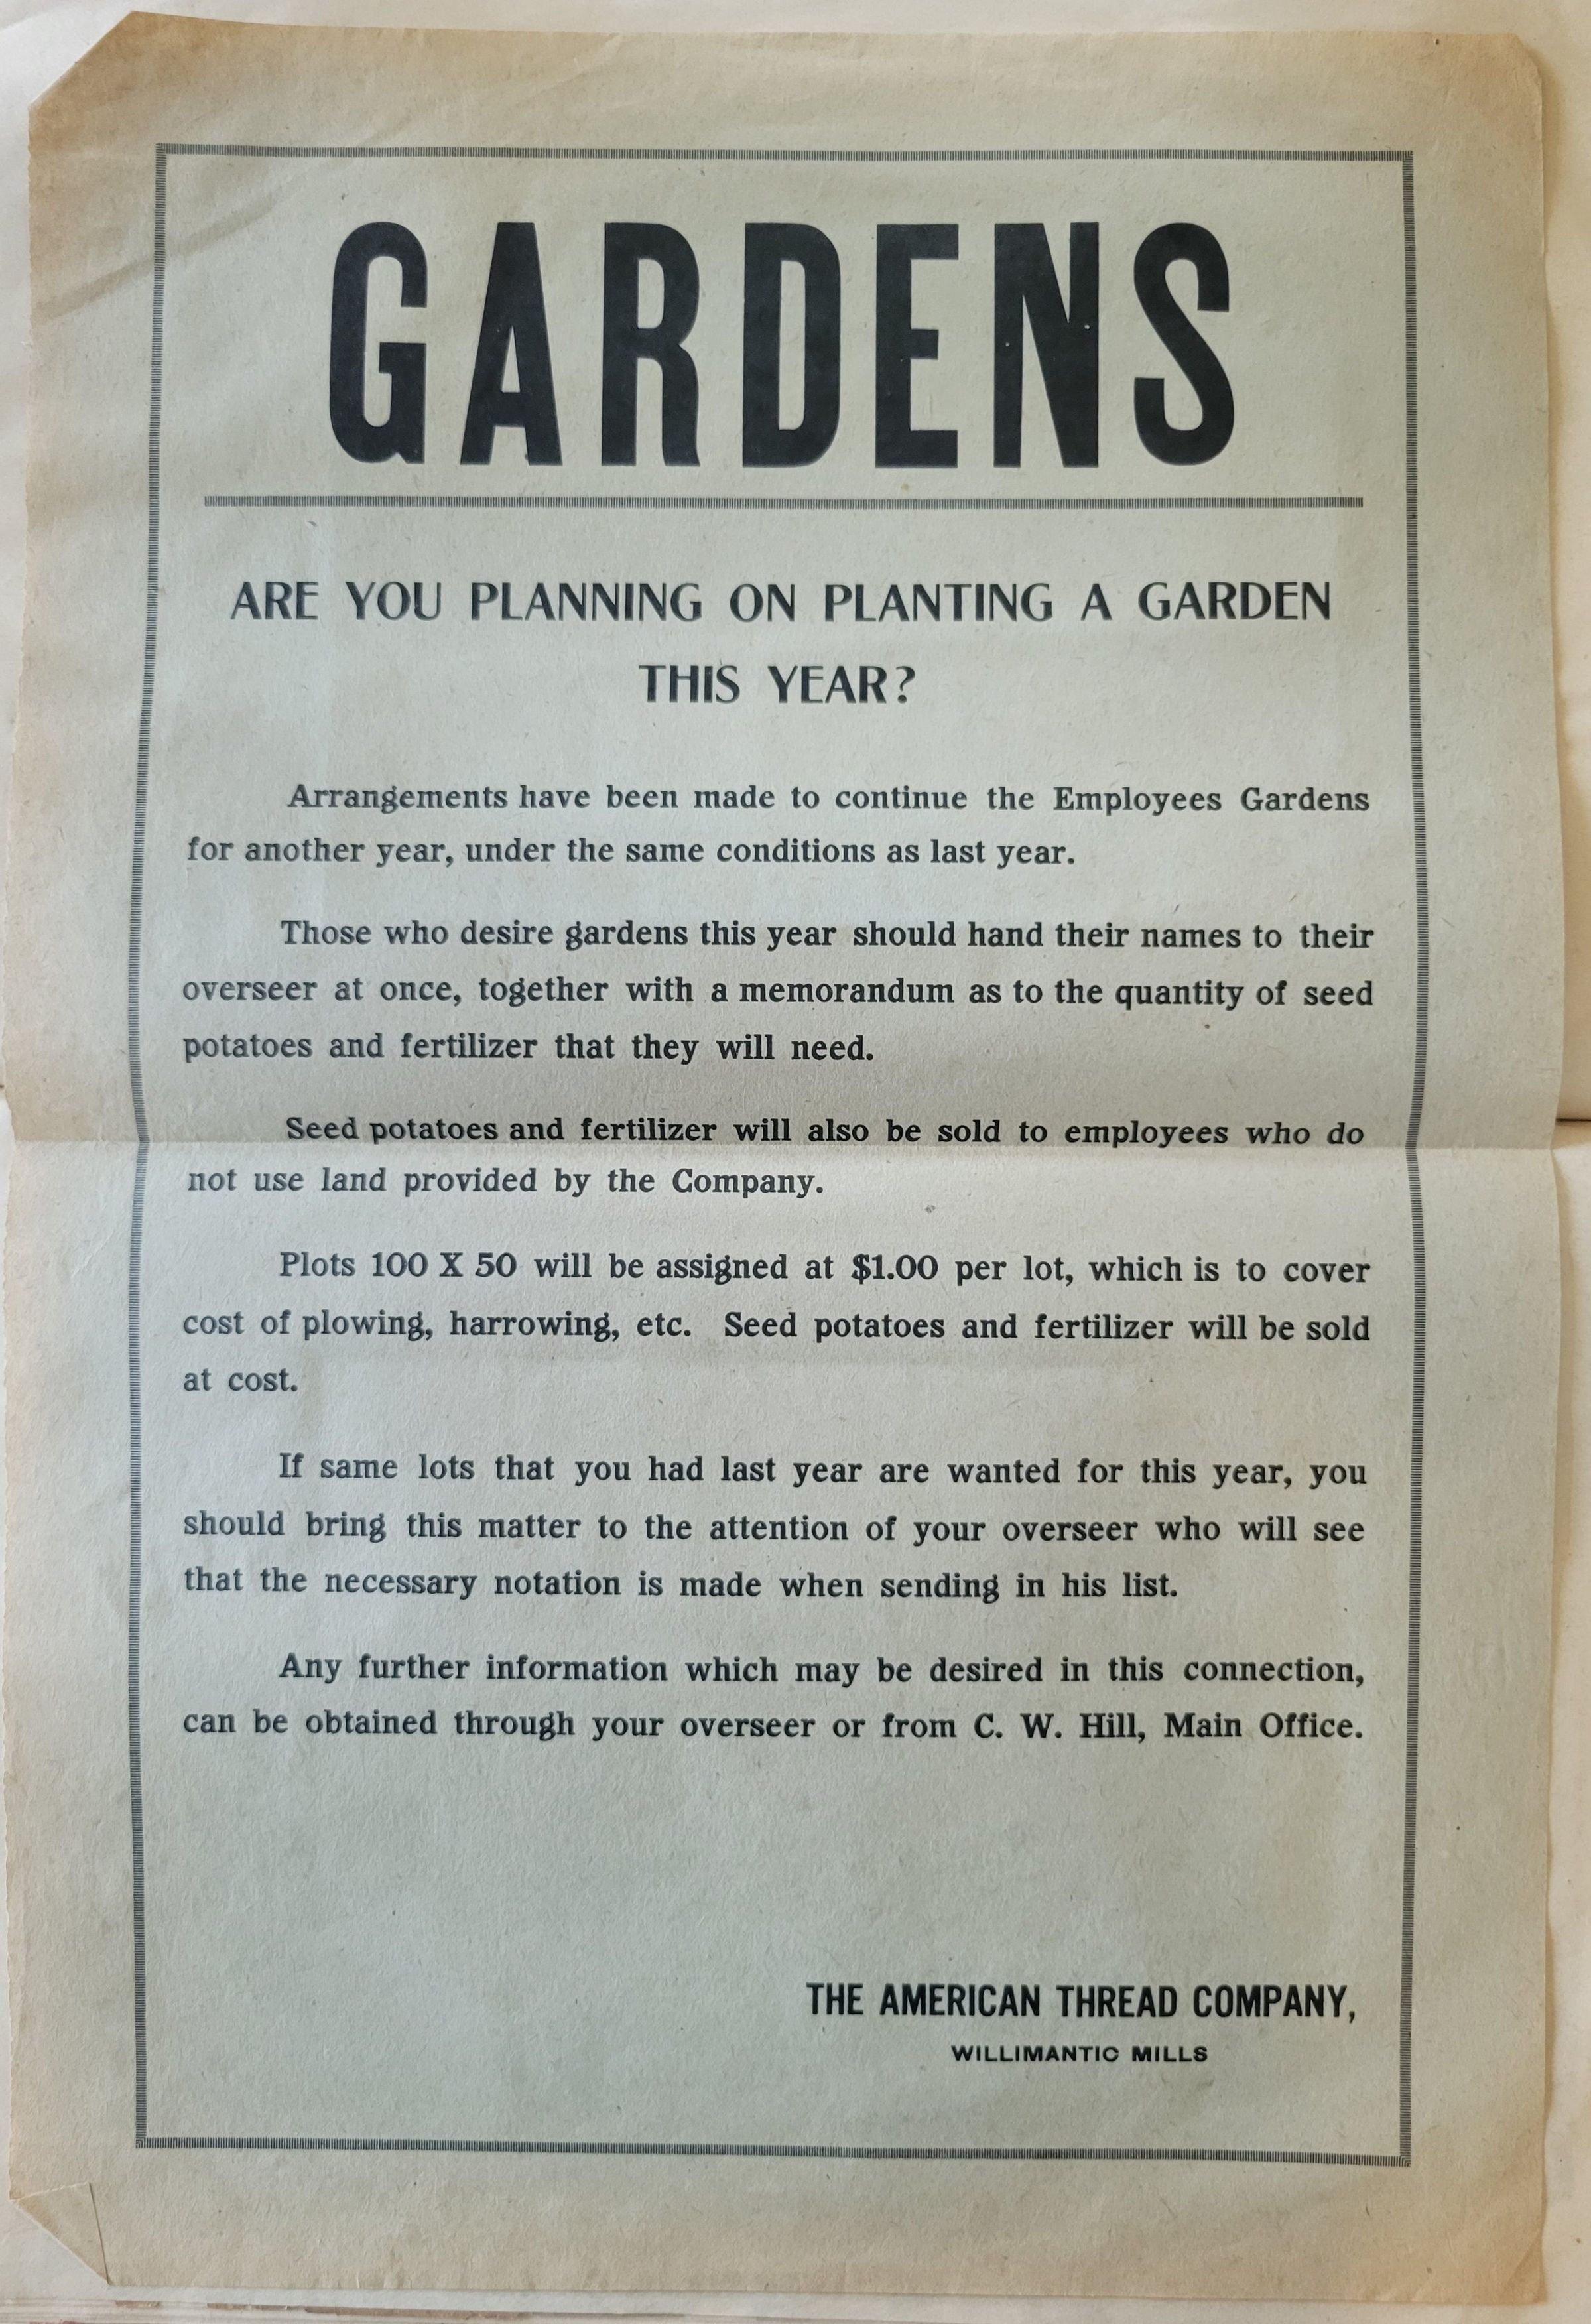 GARDENS
ARE YOU PLANNING ON PLANTING A GARDEN
THIS YEAR?
Arrangements have been made to continue the Employees Gardens
for another year, under the same conditions as last year.
Those who desire gardens this year should hand their names to their
overseer at once, together with a memorandum as to the quantity of seed
potatoes and fertilizer that they will need.
Seed potatoes and fertilizer will also be sold to employees who do
not use land provided by the Company.
Plots 100 X 50 will be assigned at $1.00 per lot, which is to cover
cost of plowing, harrowing, etc. Seed potatoes and fertilizer will be sold
at cost.
If same lots that you had last year are wanted for this year, you
should bring this matter to the attention of your overseer who will see
that the necessary notation is made when sending in his list.
Any further information which may be desired in this connection,
can be obtained through your overseer or from C. W. Hill, Main Office.
THE AMERICAN THREAD COMPANY,
WILLIMANTIC MILLS